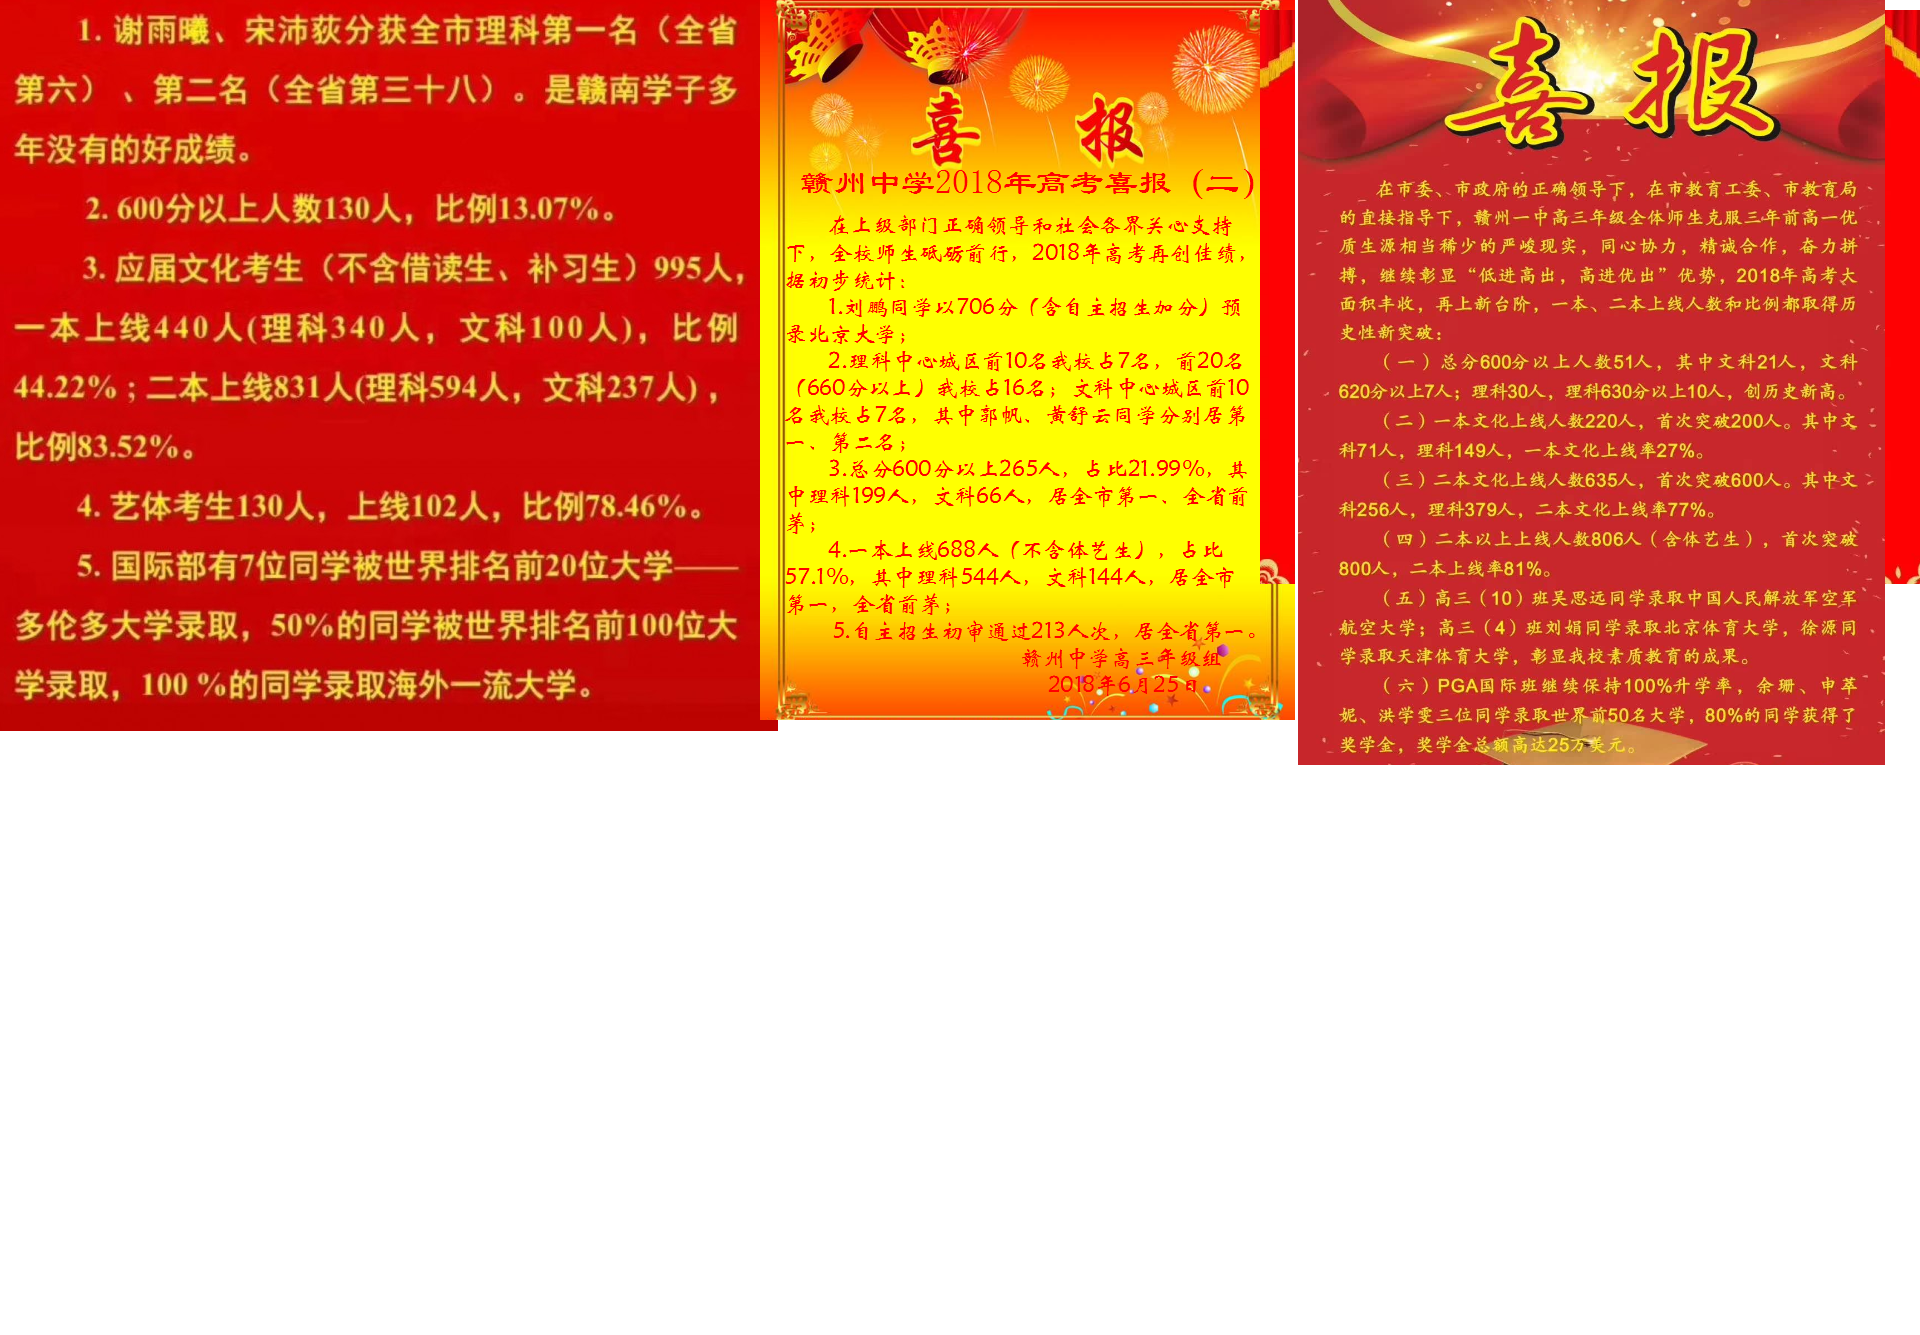 1. 谢雨曦、宋沛荻分获全市理科第一名（全省
第六）、第二名（全省第三十八）。是赣南学子多
年没有的好成绩。
2. 600分以上人数130人，比例13.07%。
3. 应届文化考生（不含借读生、补习生）995人，
一本上线440人(理科340人，文科100人)，比例
44.22%；二本上线831人(理科594人，文科237人)，
比例83.52%。
4. 艺体考生130人，上线102人，比例78.46%。
5. 国际部有7位同学被世界排名前20位大学——
多伦多大学录取，50%的同学被世界排名前100位大
学录取，100 %的同学录取海外一流大学。
喜 报
赣州中学2018年高考喜报（二）
在上级部门正确领导和社会各界关心支持
下，全校师生砥砺前行，2018年高考再创佳绩，
据初步统计：
1.刘鹏同学以706分（含自主招生加分）预
录北京大学；
2.理科中心城区前10名我校占7名，前20名
（660分以上）我校占16名；文科中心城区前10
名我校占7名，其中郭帆、黄舒云同学分别居第
一、第二名；
3.总分600分以上265人，占比21.99%，其
中理科199人，文科66人，居全市第一、全省前
茅；
4.一本上线688人（不含体艺生），占比
57.1%，其中理科544人，文科144人，居全市
第一，全省前茅；
5.自主招生初审通过213人次，居全省第一。
赣州中学高三年级组
2018年6月25日
喜报
在市委、市政府的正确领导下，在市教育工委、市教育局
的直接指导下，赣州一中高三年级全体师生克服三年前高一优
质生源相当稀少的严峻现实，同心协力，精诚合作，奋力拼
搏，继续彰显“低进高出，高进优出”优势，2018年高考大
面积丰收，再上新台阶，一本、二本上线人数和比例都取得历
史性新突破：
（一）总分600分以上人数51人，其中文科21人，文科
620分以上7人；理科30人，理科630分以上10人，创历史新高。
（二）一本文化上线人数220人，首次突破200人。其中文
科71人，理科149人，一本文化上线率27%。
（三）二本文化上线人数635人，首次突破600人。其中文
科256人，理科379人，二本文化上线率77%。
（四）二本以上上线人数806人（含体艺生），首次突破
800人，二本上线率81%。
（五）高三（10）班吴思远同学录取中国人民解放军空军
航空大学；高三（4）班刘娟同学录取北京体育大学，徐源同
学录取天津体育大学，彰显我校素质教育的成果。
（六）PGA国际班继续保持100%升学率，余珊、申萃
妮、洪学雯三位同学录取世界前50名大学，80%的同学获得了
奖学金，奖学金总额高达25万美元。